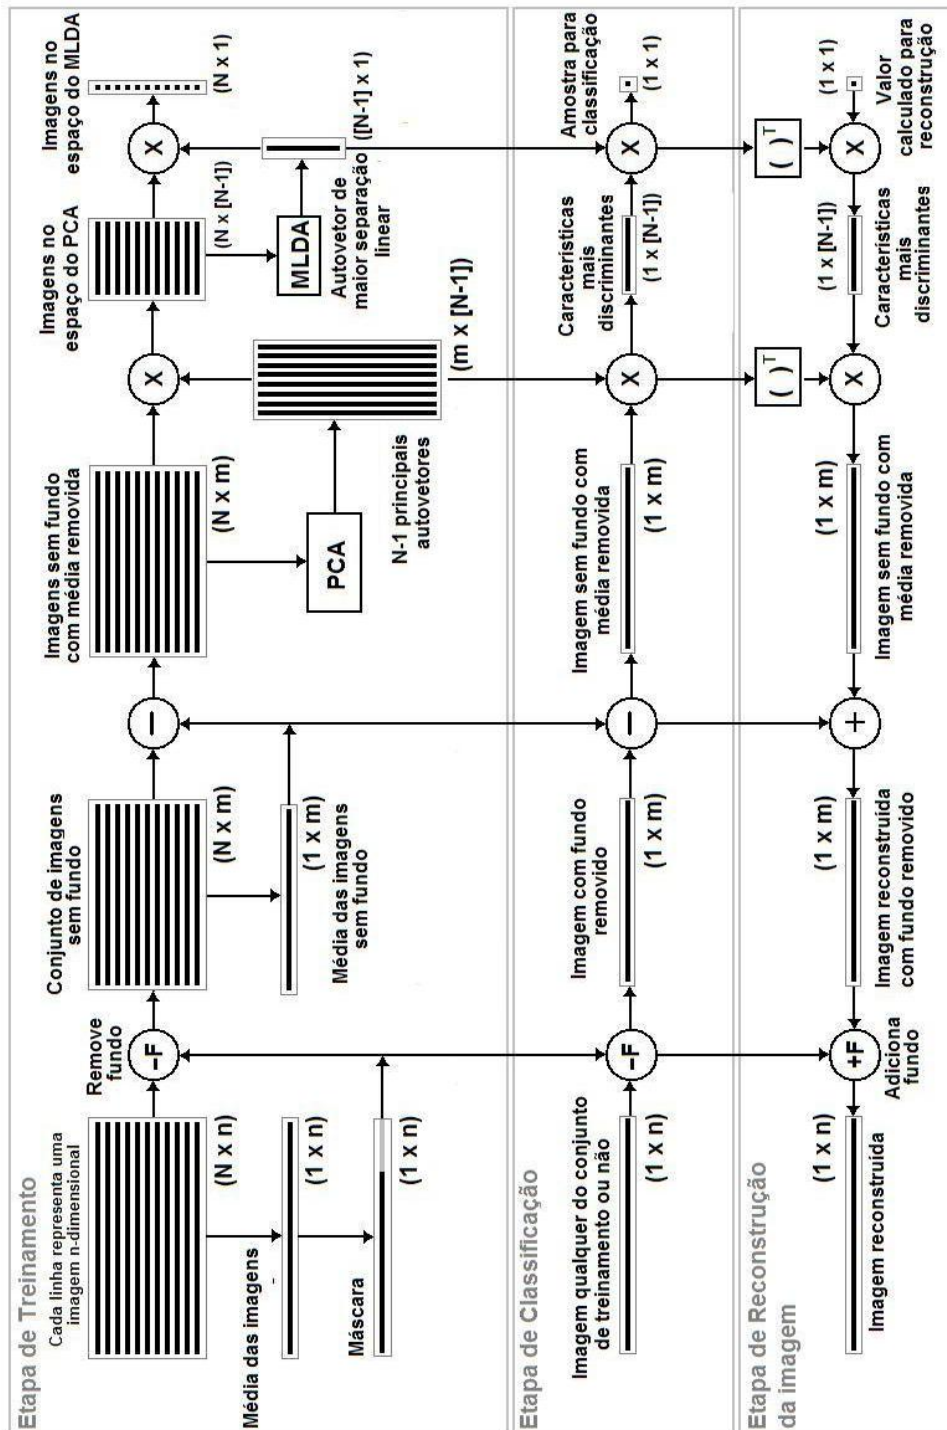 Etapa de Treinamento
Cada linha representa uma
imagem n-dimensional
(N x n)
Média das imagens
(1 x n)
Máscara
(1 x n)
Remove
fundo
-F
Conjunto de imagens
sem fundo
(N x m)
(1 x m)
Média das imagens
sem fundo
−
Imagens sem fundo
com média removida
(N x m)
PCA
N-1 principais
autovetores
(m x [N-1])
X
Imagens no
espaço do PCA
(N x [N-1])
MLDA
Autovetor de
maior separação
linear
([N-1] x 1)
X
Imagens no
espaço do MLDA
(N x 1)
Etapa de Classificação
Imagem qualquer do conjunto
de treinamento ou não
(1 x n)
-F
Imagem com fundo
removido
(1 x m)
−
Imagem sem fundo com
média removida
(1 x m)
X
Características
mais
discriminantes
(1 x [N-1])
X
Amostra para
classificação
(1 x 1)
Etapa de Reconstrução
da imagem
(1 x n)
Imagem reconstruída
+F
Adiciona
fundo
(1 x m)
Imagem reconstruída
com fundo removido
+
(1 x m)
Imagem sem fundo com
média removida
( )T
X
(1 x [N-1])
Características
mais
discriminantes
( )T
X
(1 x 1)
Valor
calculado para
reconstrução